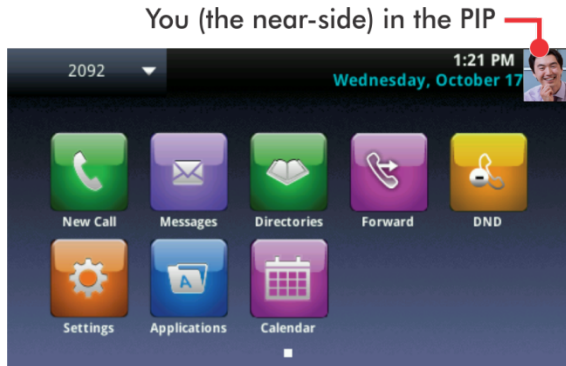 You (the near-side) in the PIP
2092
1:21 PM
Wednesday, October 17
New Call
Messages
Directories
Forward
DND
A
Settings
Applications
Calendar